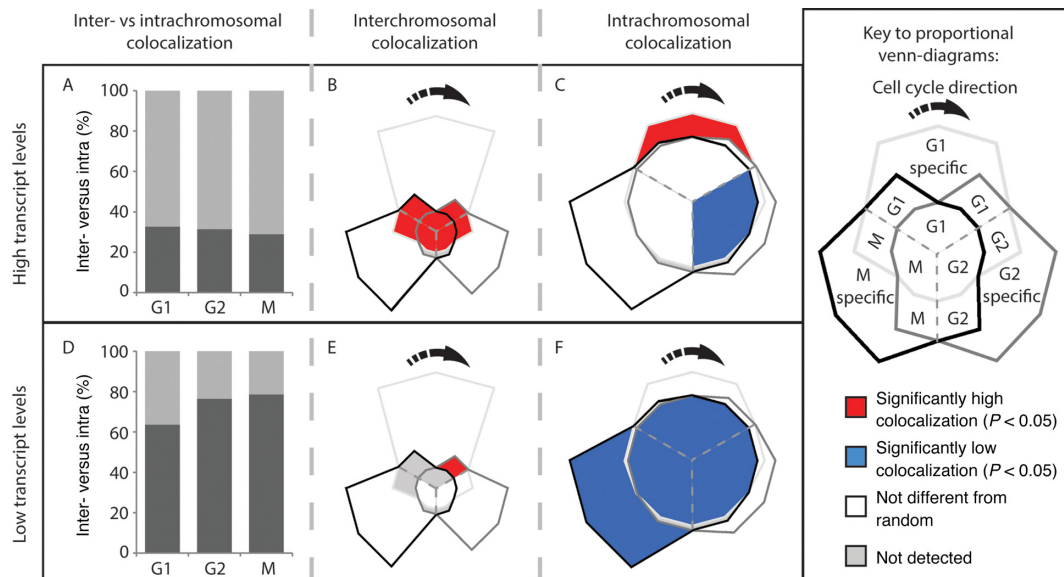 Inter- vs intrachromosomal
colocalization
Interchromosomal
colocalization
Intrachromosomal
colocalization
High transcript levels
A
Inter- versus intra (%)
100
80
60
40
20
0
G1 G2 M
B
C
Low transcript levels
D
Inter- versus intra (%)
100
80
60
40
20
0
G1 G2 M
E
F
Key to proportional
venn-diagrams:
Cell cycle direction
G1
specific
G1
G1
G1
M
G2
M
G2
M
specific
G2
specific
M
G2
Significantly high
colocalization (P < 0.05)
Significantly low
colocalization (P < 0.05)
Not different from
random
Not detected